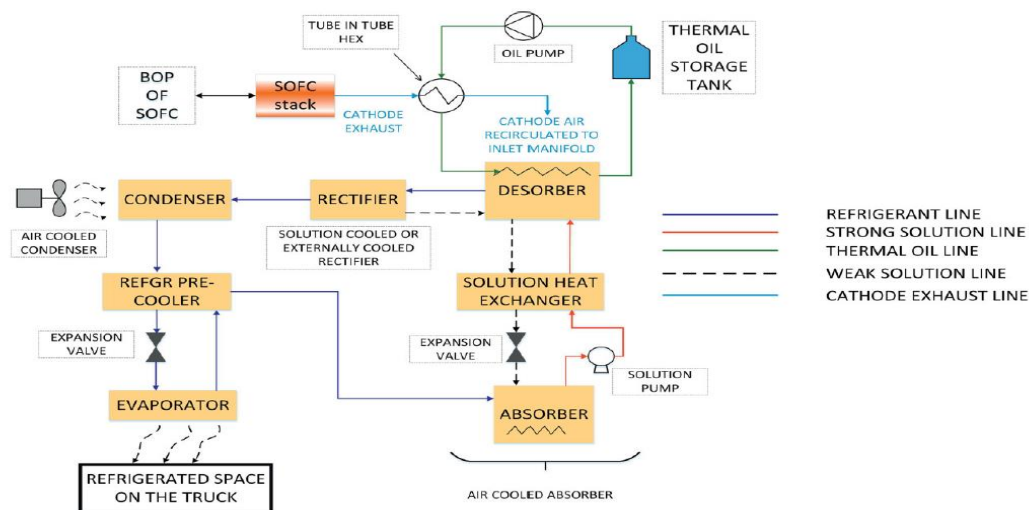 TUBE IN TUBE
HEX
OIL PUMP
THERMAL
OIL
STORAGE
TANK
BOP
OF
SOFC
SOFC
stack
CATHODE
EXHAUST
CATHODE AIR
RECIRCULATED TO
INLET MANIFOLD
CONDENSER
RECTIFIER
DESORBER
AIR COOLED
CONDENSER
SOLUTION COOLED OR
EXTERNALLY COOLED
RECTIFIER
REFRIGERANT LINE
STRONG SOLUTION LINE
THERMAL OIL LINE
WEAK SOLUTION LINE
CATHODE EXHAUST LINE
REFGR PRE-
COOLER
SOLUTION HEAT
EXCHANGER
EXPANSION
VALVE
EXPANSION
VALVE
SOLUTION
PUMP
EVAPORATOR
ABSORBER
REFRIGERATED SPACE
ON THE TRUCK
AIR COOLED ABSORBER